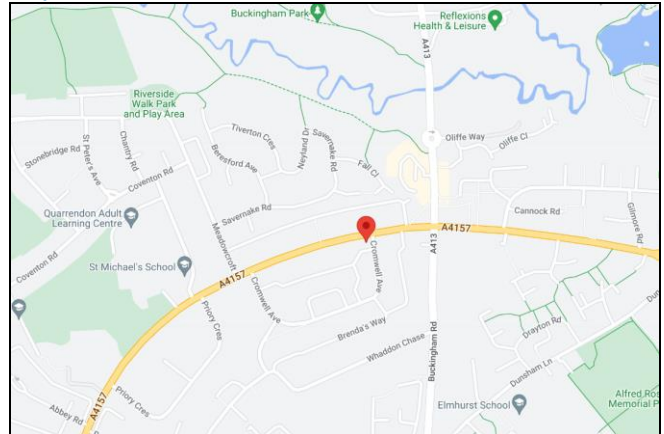 Buckingham Park
Reflexions
Health & Leisure
A413
Riverside
Walk Park
and Play Area
Stonebridge Rd
St Peter's Ave
Chantry Rd
Coventon Rd
Tiverton Cres
Beresford Ave
Neyland Dr
Savernake Rd
Fall Cl
Oliffe Way
Oliffe Cl
Savernake Rd
Quarrendon Adult
Learning Centre
Coventon Rd
St Michael's School
Meadowcroft
A4157
Cromwell Ave
Priory Cres
Cromwell Ave
A413
A4157
Cannock Rd
Gilmore Rd
Brenda's Way
Whaddon Chase
Buckingham Rd
Drayton Rd
Dunsham Ln
Elmhurst School
Alfred Ros
Memorial P
Abbey Rd
A4157
Priory Cres